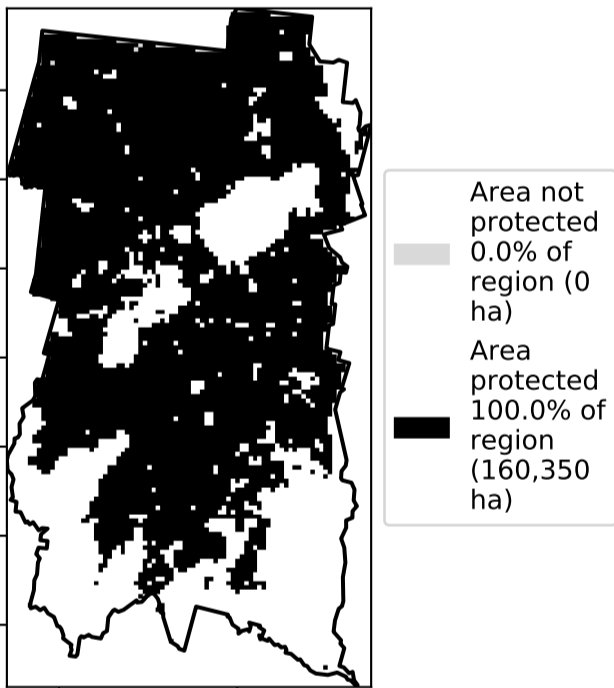 Area not
protected
0.0% of
region (0
ha)
Area
protected
100.0% of
region
(160,350
ha)